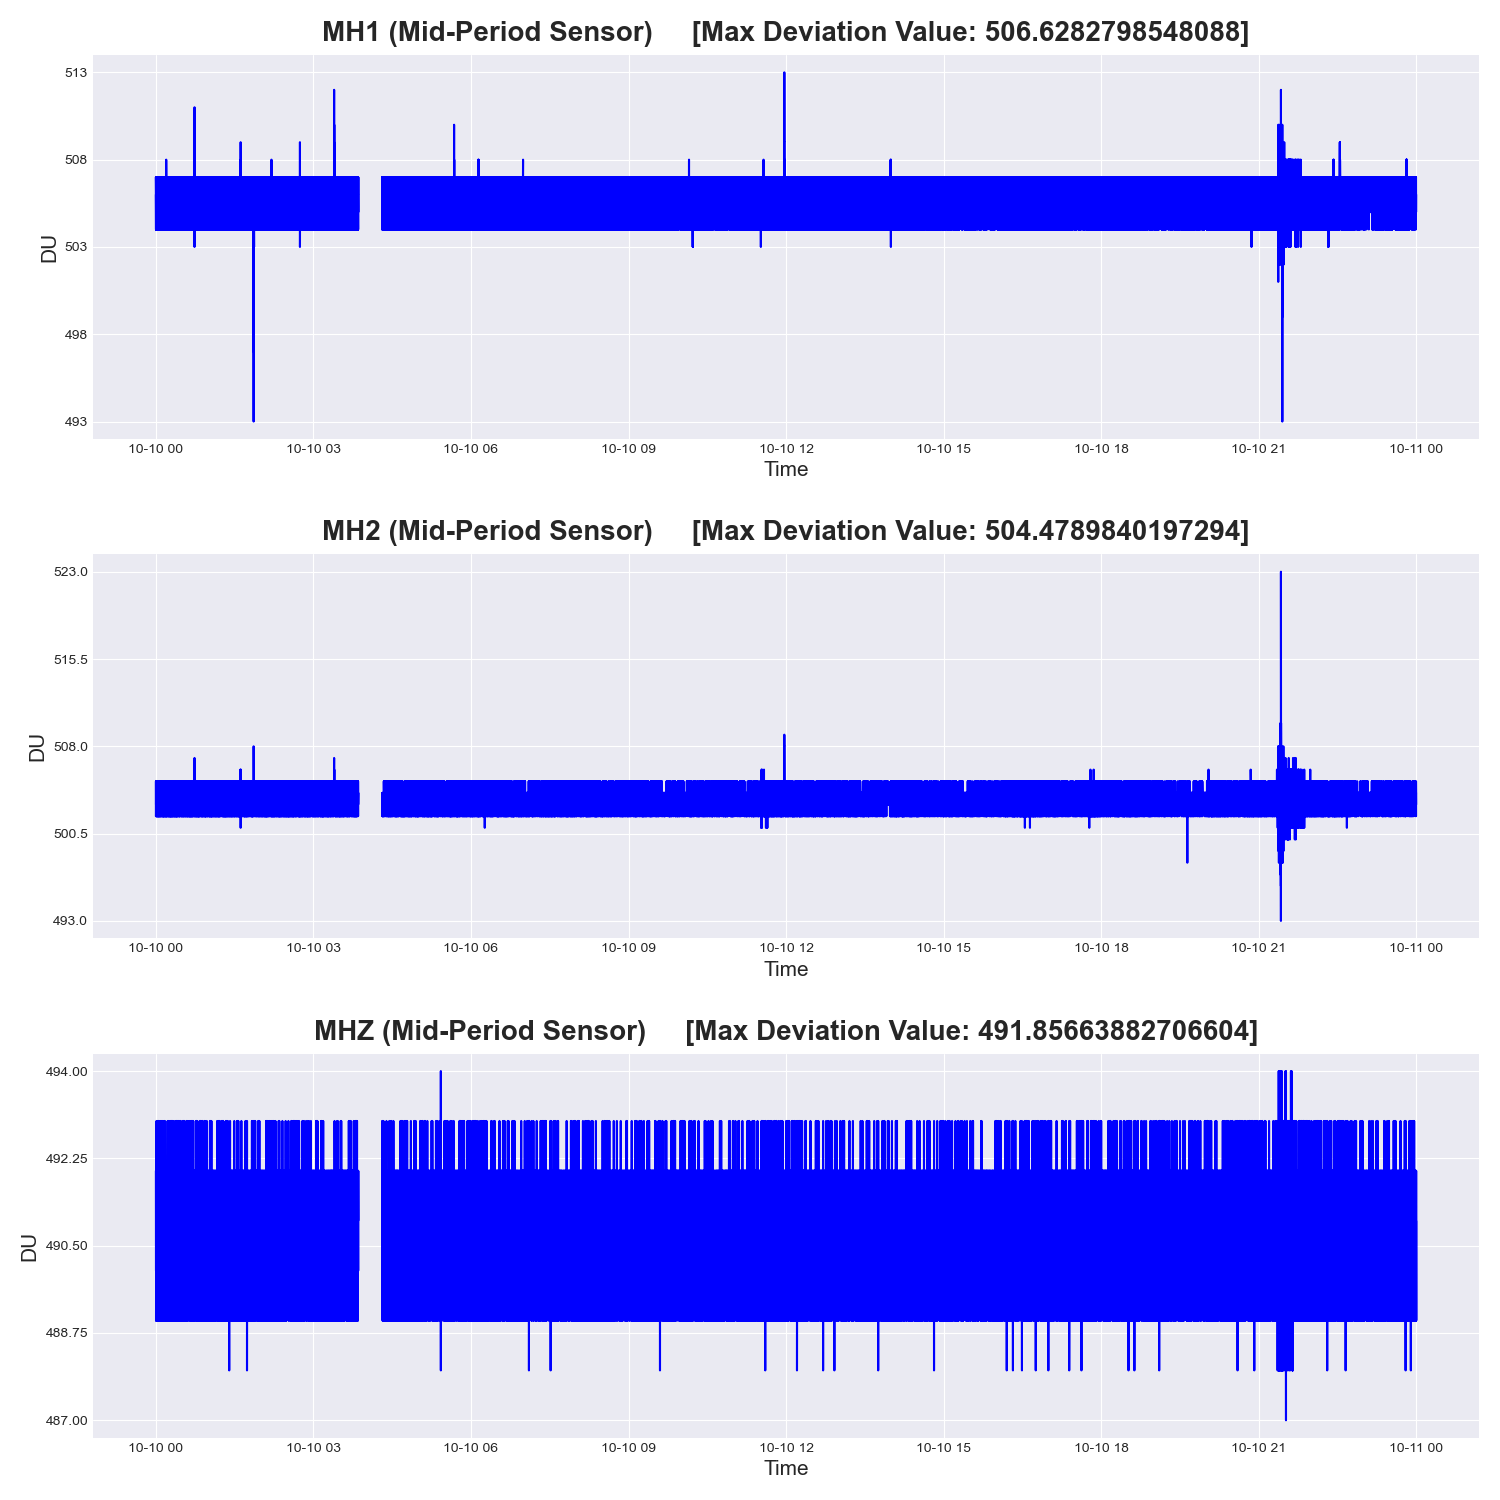 MH1 (Mid-Period Sensor) [Max Deviation Value: 506.6282798548088]
513
508
503
498
493
DU
10-10 00 10-10 03 10-10 06 10-10 09 10-10 12 10-10 15 10-10 18 10-10 21 10-11 00
Time
MH2 (Mid-Period Sensor) [Max Deviation Value: 504.4789840197294]
523.0
515.5
508.0
500.5
493.0
DU
10-10 00 10-10 03 10-10 06 10-10 09 10-10 12 10-10 15 10-10 18 10-10 21 10-11 00
Time
MHZ (Mid-Period Sensor) [Max Deviation Value: 491.85663882706604]
494.00
492.25
490.50
488.75
487.00
DU
10-10 00 10-10 03 10-10 06 10-10 09 10-10 12 10-10 15 10-10 18 10-10 21 10-11 00
Time